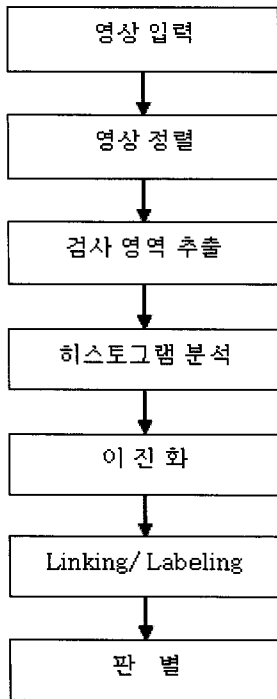 영상 입력
영상 정렬
검사 영역 추출
히스토그램 분석
이 진 화
Linking/ Labeling
판 별